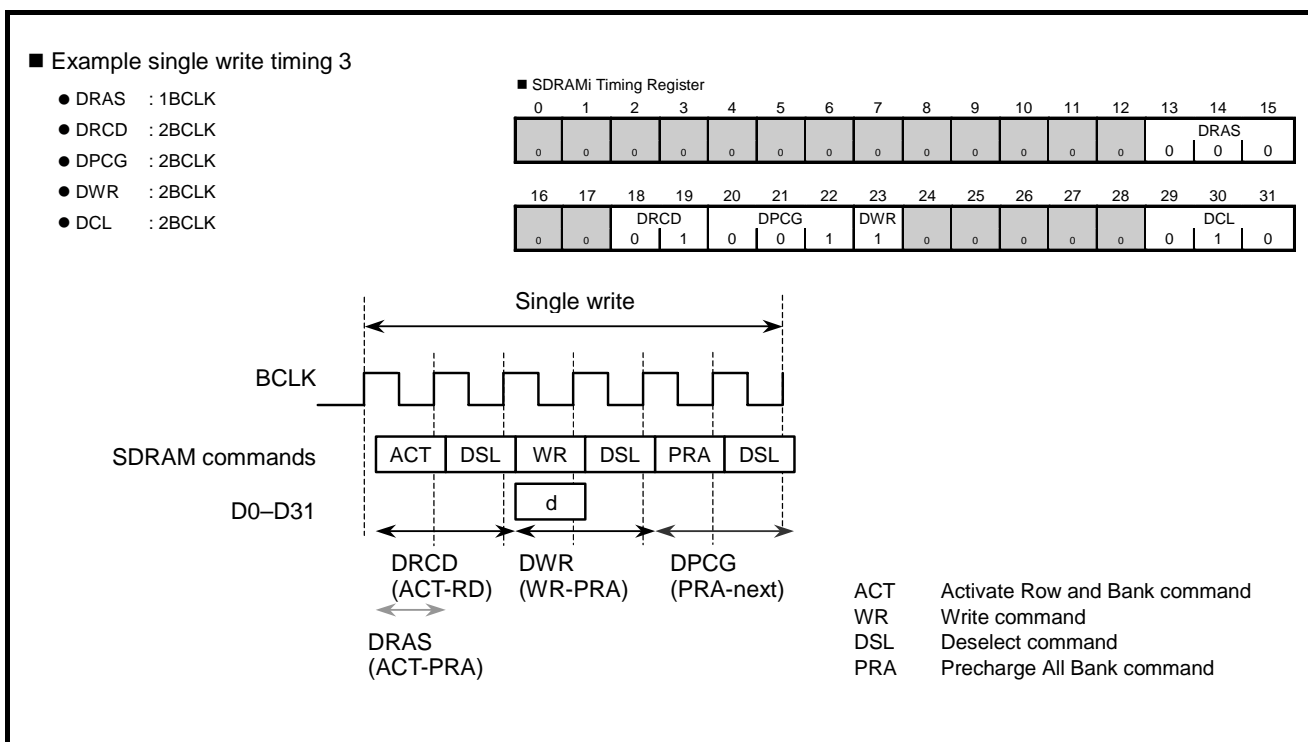 ■ Example single write timing 3
● DRAS : 1BCLK
● DRCD : 2BCLK
● DPCG : 2BCLK
● DWR : 2BCLK
● DCL : 2BCLK
■ SDRAMi Timing Register
0 1 2 3 4 5 6 7 8 9 10 11 12 13 14 15
DRAS
0 0 0 0 0 0 0 0 0 0 0 0 0 0 0 0
16 17 18 19 20 21 22 23 24 25 26 27 28 29 30 31
DRCD DPCG DWR DCL
0 0 0 1 0 0 1 1 0 0 0 0 0 0 1 0
Single write
BCLK
SDRAM commands ACT DSL WR DSL PRA DSL
D0–D31 d
DRCD DWR DPCG
(ACT-RD) (WR-PRA) (PRA-next)
DRAS
(ACT-PRA)
ACT Activate Row and Bank command
WR Write command
DSL Deselect command
PRA Precharge All Bank command